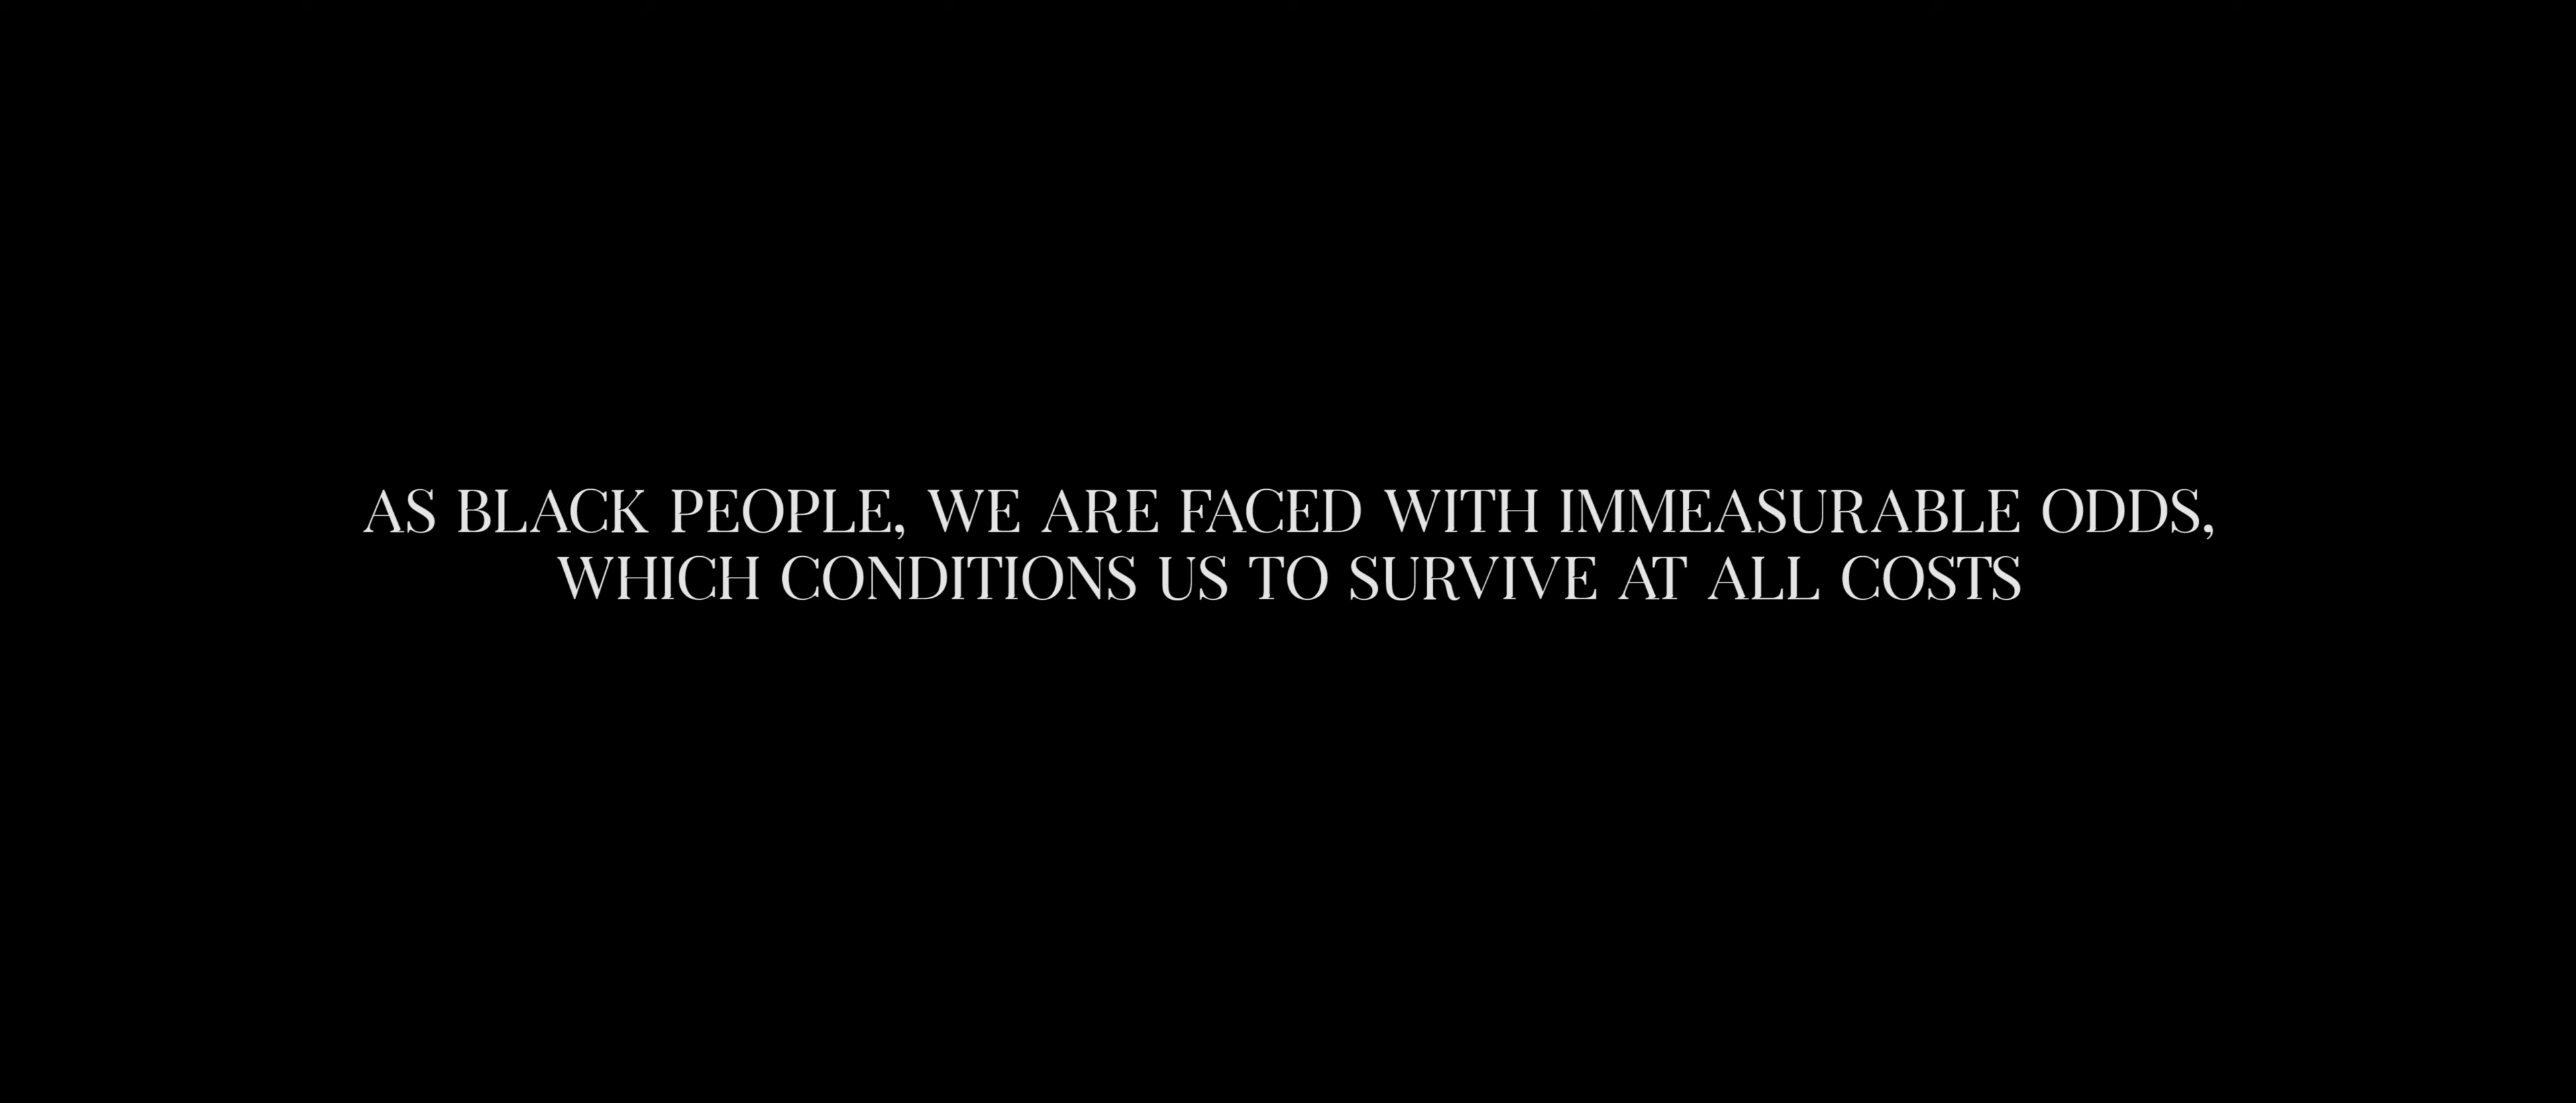 AS BLACK PEOPLE, WE ARE FACED WITH IMMEASURABLE ODDS,
WHICH CONDITIONS US TO SURVIVE AT ALL COSTS